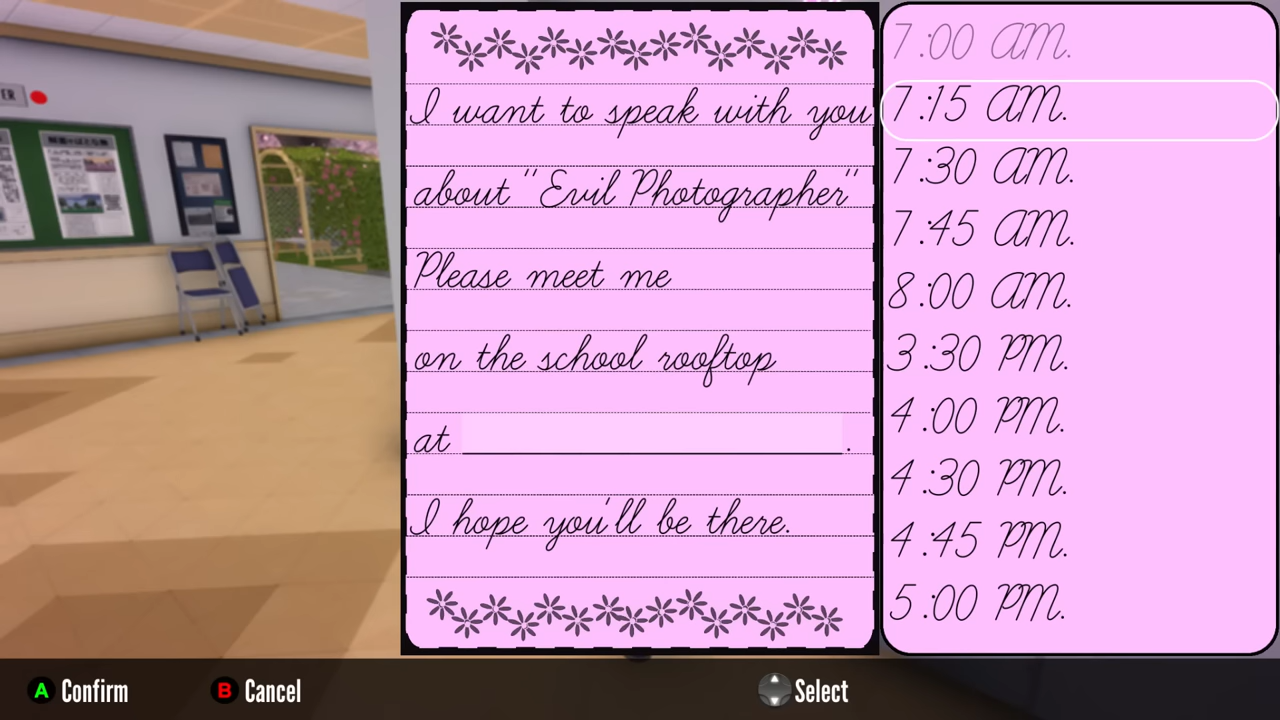 ER
I want to speak with you
about "Evil Photographer"
Please meet me
on the school rooftop
at .
I hope you'll be there.
7:00 AM.
7:15 AM.
7:30 AM.
7:45 AM.
8:00 AM.
3:30 PM.
4:00 PM.
4:30 PM.
4:45 PM.
5:00 PM.
A Confirm
B Cancel
Select